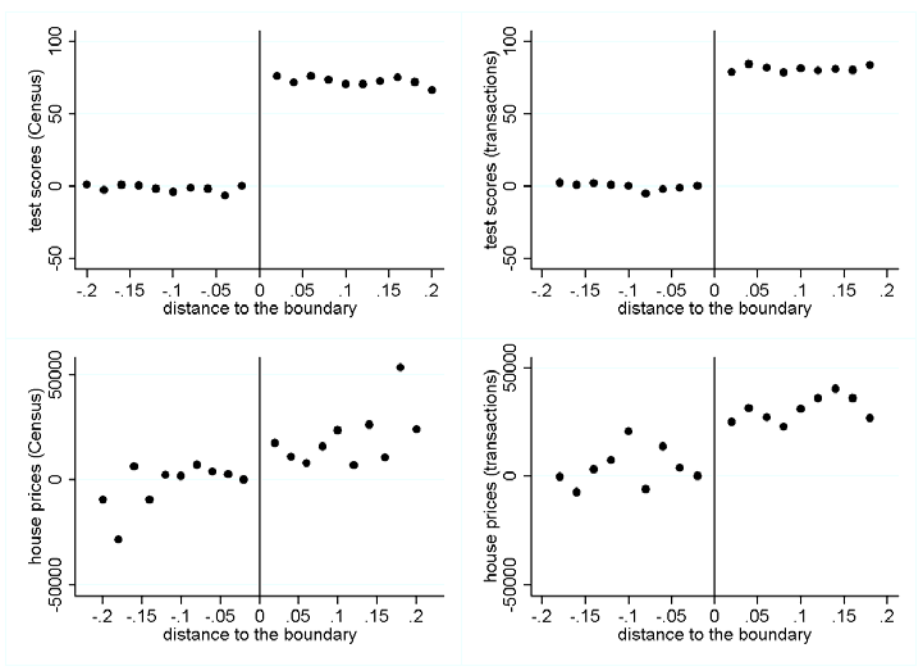 test scores (Census)
100
50
0
-50
-.2 -.15 -.1 -.05 0 .05 .1 .15 .2
distance to the boundary
test scores (transactions)
100
50
0
-50
-.2 -.15 -.1 -.05 0 .05 .1 .15 .2
distance to the boundary
house prices (Census)
50000
0
-50000
-.2 -.15 -.1 -.05 0 .05 .1 .15 .2
distance to the boundary
house prices (transactions)
50000
0
-50000
-.2 -.15 -.1 -.05 0 .05 .1 .15 .2
distance to the boundary